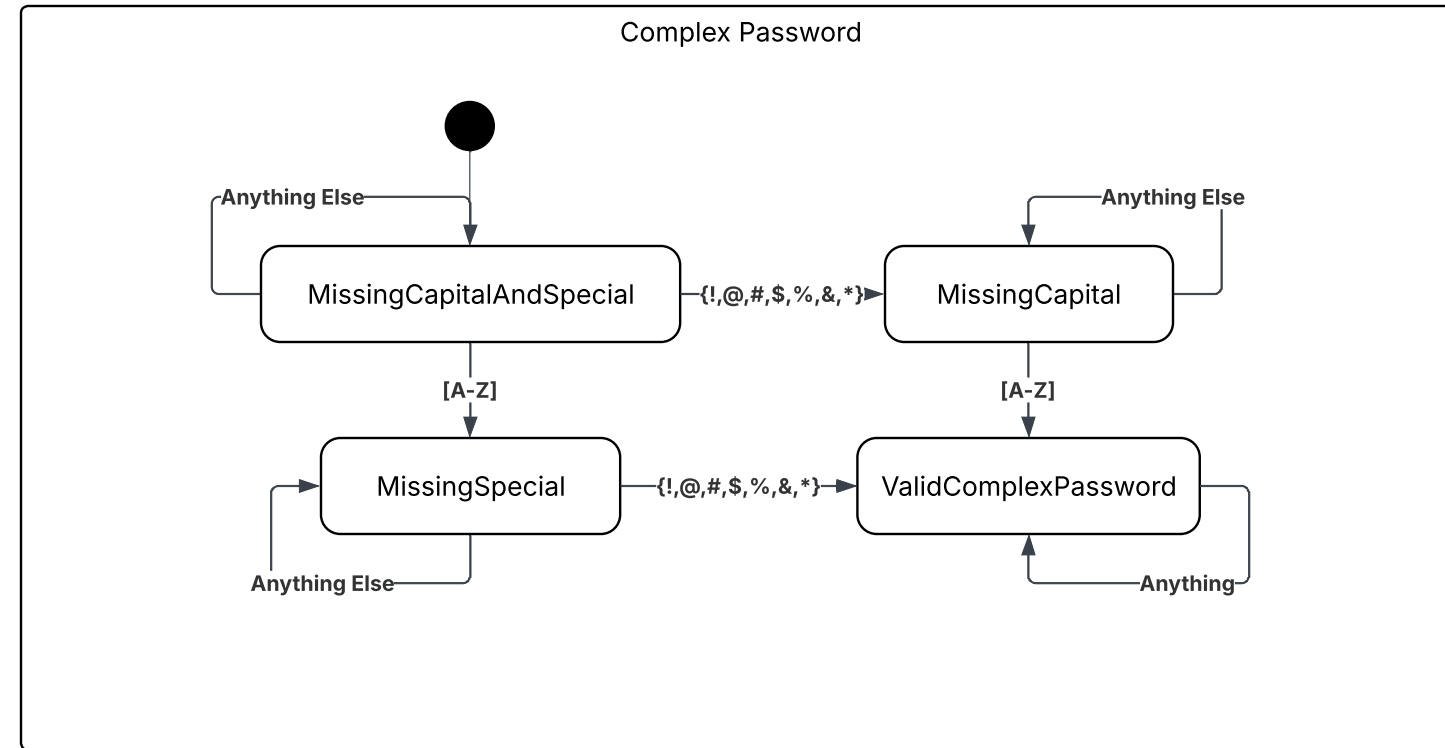 Complex Password
Anything Else
Anything Else
MissingCapitalAndSpecial
{!,@,#,$,%,&,*}
MissingCapital
[A-Z]
[A-Z]
MissingSpecial
{!,@,#,$,%,&,*}
ValidComplexPassword
Anything Else
Anything